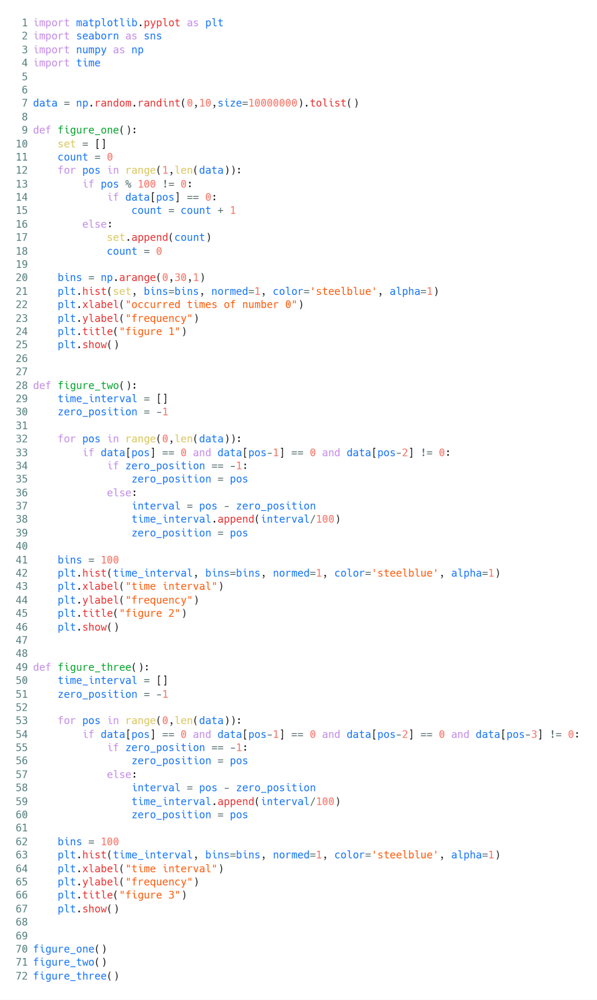 1 import matplotlib.pyplot as plt
2 import seaborn as sns
3 import numpy as np
4 import time
5
6
7 data = np.random.randint(0,10,size=10000000).tolist()
8
9 def figure_one():
10     set = []
11     count = 0
12     for pos in range(1,len(data)):
13         if pos % 100 != 0:
14             if data[pos] == 0:
15                 count = count + 1
16         else:
17             set.append(count)
18             count = 0
19
20     bins = np.arange(0,30,1)
21     plt.hist(set, bins=bins, normed=1, color='steelblue', alpha=1)
22     plt.xlabel("occurred times of number 0")
23     plt.ylabel("frequency")
24     plt.title("figure 1")
25     plt.show()
26
27
28 def figure_two():
29     time_interval = []
30     zero_position = -1
31
32     for pos in range(0,len(data)):
33         if data[pos] == 0 and data[pos-1] == 0 and data[pos-2] != 0:
34             if zero_position == -1:
35                 zero_position = pos
36             else:
37                 interval = pos - zero_position
38                 time_interval.append(interval/100)
39                 zero_position = pos
40
41     bins = 100
42     plt.hist(time_interval, bins=bins, normed=1, color='steelblue', alpha=1)
43     plt.xlabel("time interval")
44     plt.ylabel("frequency")
45     plt.title("figure 2")
46     plt.show()
47
48
49 def figure_three():
50     time_interval = []
51     zero_position = -1
52
53     for pos in range(0,len(data)):
54         if data[pos] == 0 and data[pos-1] == 0 and data[pos-2] == 0 and data[pos-3] != 0:
55             if zero_position == -1:
56                 zero_position = pos
57             else:
58                 interval = pos - zero_position
59                 time_interval.append(interval/100)
60                 zero_position = pos
61
62     bins = 100
63     plt.hist(time_interval, bins=bins, normed=1, color='steelblue', alpha=1)
64     plt.xlabel("time interval")
65     plt.ylabel("frequency")
66     plt.title("figure 3")
67     plt.show()
68
69
70 figure_one()
71 figure_two()
72 figure_three()